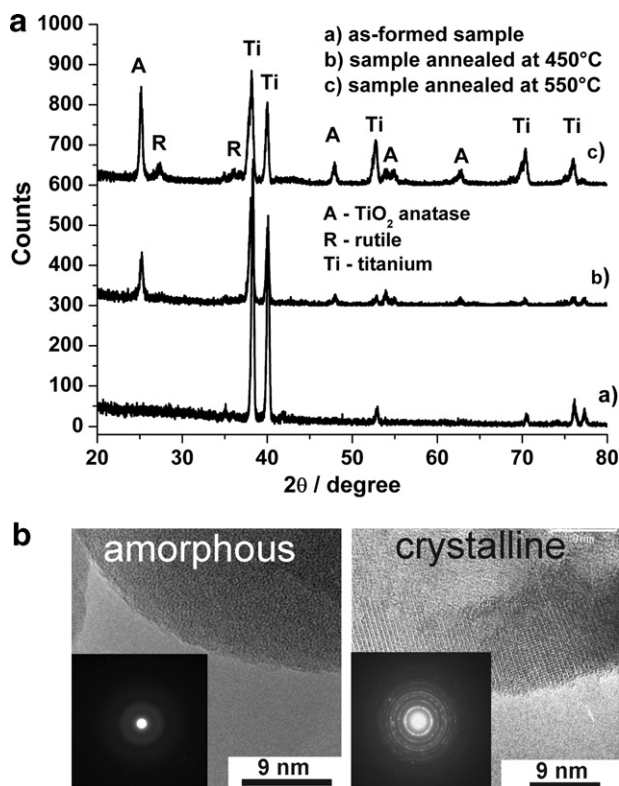 a
1000
900
800
700
600
500
400
300
200
100
0
Counts
a) as-formed sample
b) sample annealed at 450°C
c) sample annealed at 550°C
A
R
R
Ti
Ti
A
Ti
A
A
Ti
Ti
c)
A - TiO2 anatase
R - rutile
Ti - titanium
b)
a)
20 30 40 50 60 70 80
2θ / degree
b
amorphous
9 nm
crystalline
9 nm